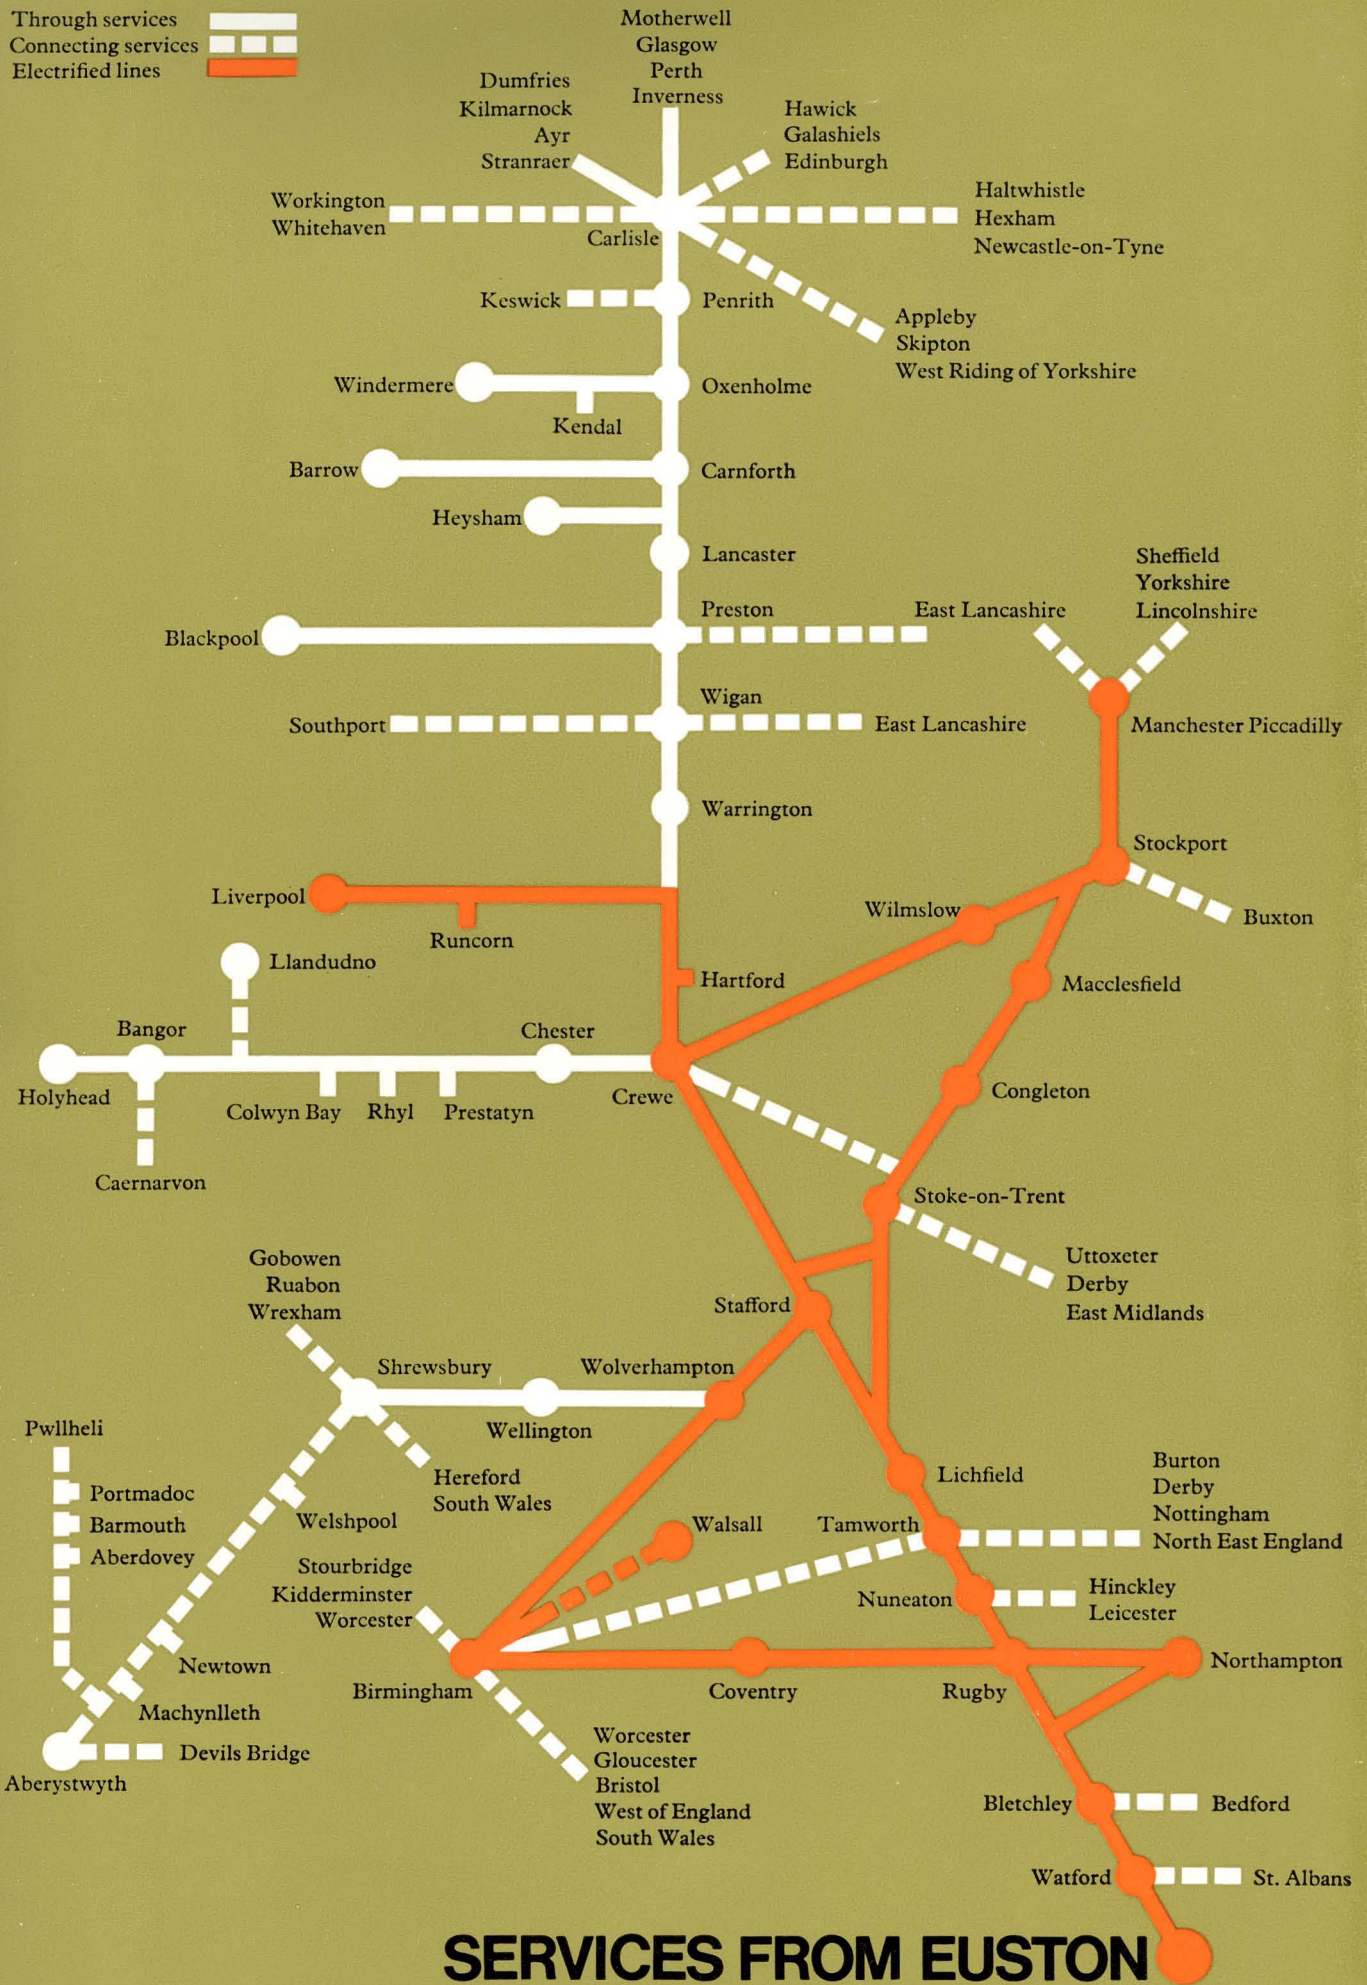 Through services
Connecting services
Electrified lines
Motherwell
Glasgow
Perth
Inverness
Dumfries
Kilmarnock
Ayr
Stranraer
Hawick
Galashiels
Edinburgh
Workington
Whitehaven
Haltwhistle
Hexham
Newcastle-on-Tyne
Carlisle
Keswick
Penrith
Appleby
Skipton
West Riding of Yorkshire
Windermere
Oxenholme
Kendal
Barrow
Carnforth
Heysham
Lancaster
Sheffield
Yorkshire
Lincolnshire
Preston
East Lancashire
Blackpool
Wigan
Southport
East Lancashire
Manchester Piccadilly
Warrington
Stockport
Liverpool
Runcorn
Wilmslow
Buxton
Llandudno
Hartford
Macclesfield
Bangor
Chester
Holyhead
Colwyn Bay
Rhyl
Prestatyn
Crewe
Congleton
Caernarvon
Stoke-on-Trent
Gobowen
Ruabon
Wrexham
Uttoxeter
Derby
East Midlands
Stafford
Shrewsbury
Wolverhampton
Wellington
Pwllheli
Portmadoc
Barmouth
Aberdovey
Hereford
South Wales
Welshpool
Lichfield
Burton
Derby
Nottingham
North East England
Walsall
Tamworth
Stourbridge
Kidderminster
Worcester
Nuneaton
Hinckley
Leicester
Newtown
Machynlleth
Birmingham
Coventry
Rugby
Northampton
Devils Bridge
Aberystwyth
Worcester
Gloucester
Bristol
West of England
South Wales
Bletchley
Bedford
Watford
St. Albans
SERVICES FROM EUSTON